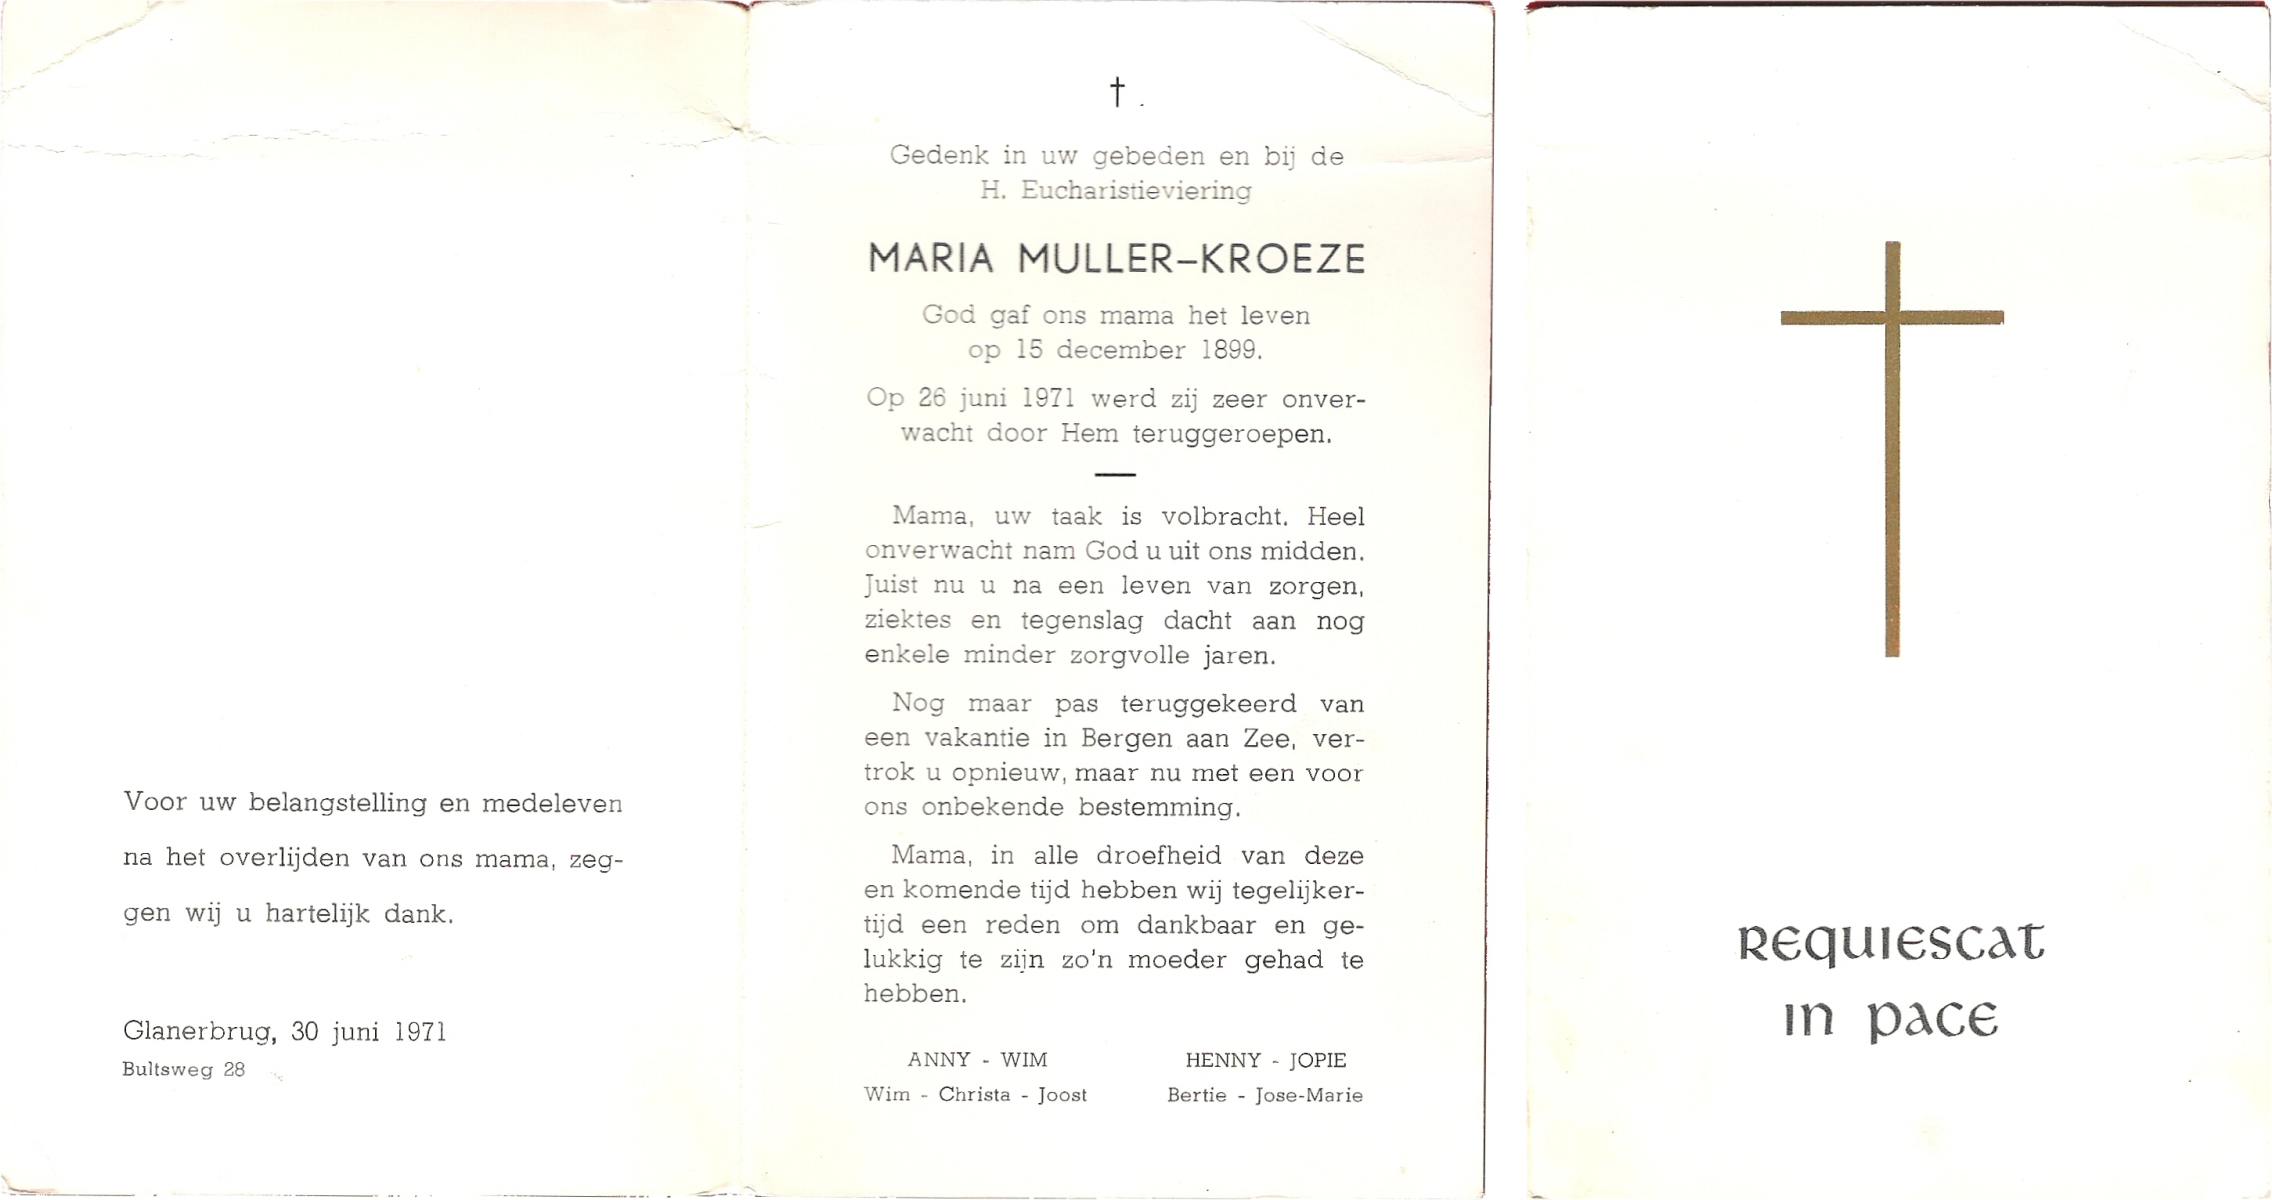 Voor uw belangstelling en medeleven
na het overlijden van ons mama, zeg-
gen wij u hartelijk dank.
Glanerbrug, 30 juni 1971
Bultsweg 28
†
Gedenk in uw gebeden en bij de
H. Eucharistieviering
MARIA MULLER–KROEZE
God gaf ons mama het leven
op 15 december 1899.
Op 26 juni 1971 werd zij zeer onver-
wacht door Hem teruggeroepen.
Mama, uw taak is volbracht. Heel
onverwacht nam God u uit ons midden.
Juist nu u na een leven van zorgen,
ziektes en tegenslag dacht aan nog
enkele minder zorgvolle jaren.
Nog maar pas teruggekeerd van
een vakantie in Bergen aan Zee, ver-
trok u opnieuw, maar nu met een voor
ons onbekende bestemming.
Mama, in alle droefheid van deze
en komende tijd hebben wij tegelijker-
tijd een reden om dankbaar en ge-
lukkig te zijn zo'n moeder gehad te
hebben.
ANNY - WIM
Wim - Christa - Joost
HENNY - JOPIE
Bertie - Jose-Marie
REQUIESCAT
IN PACE